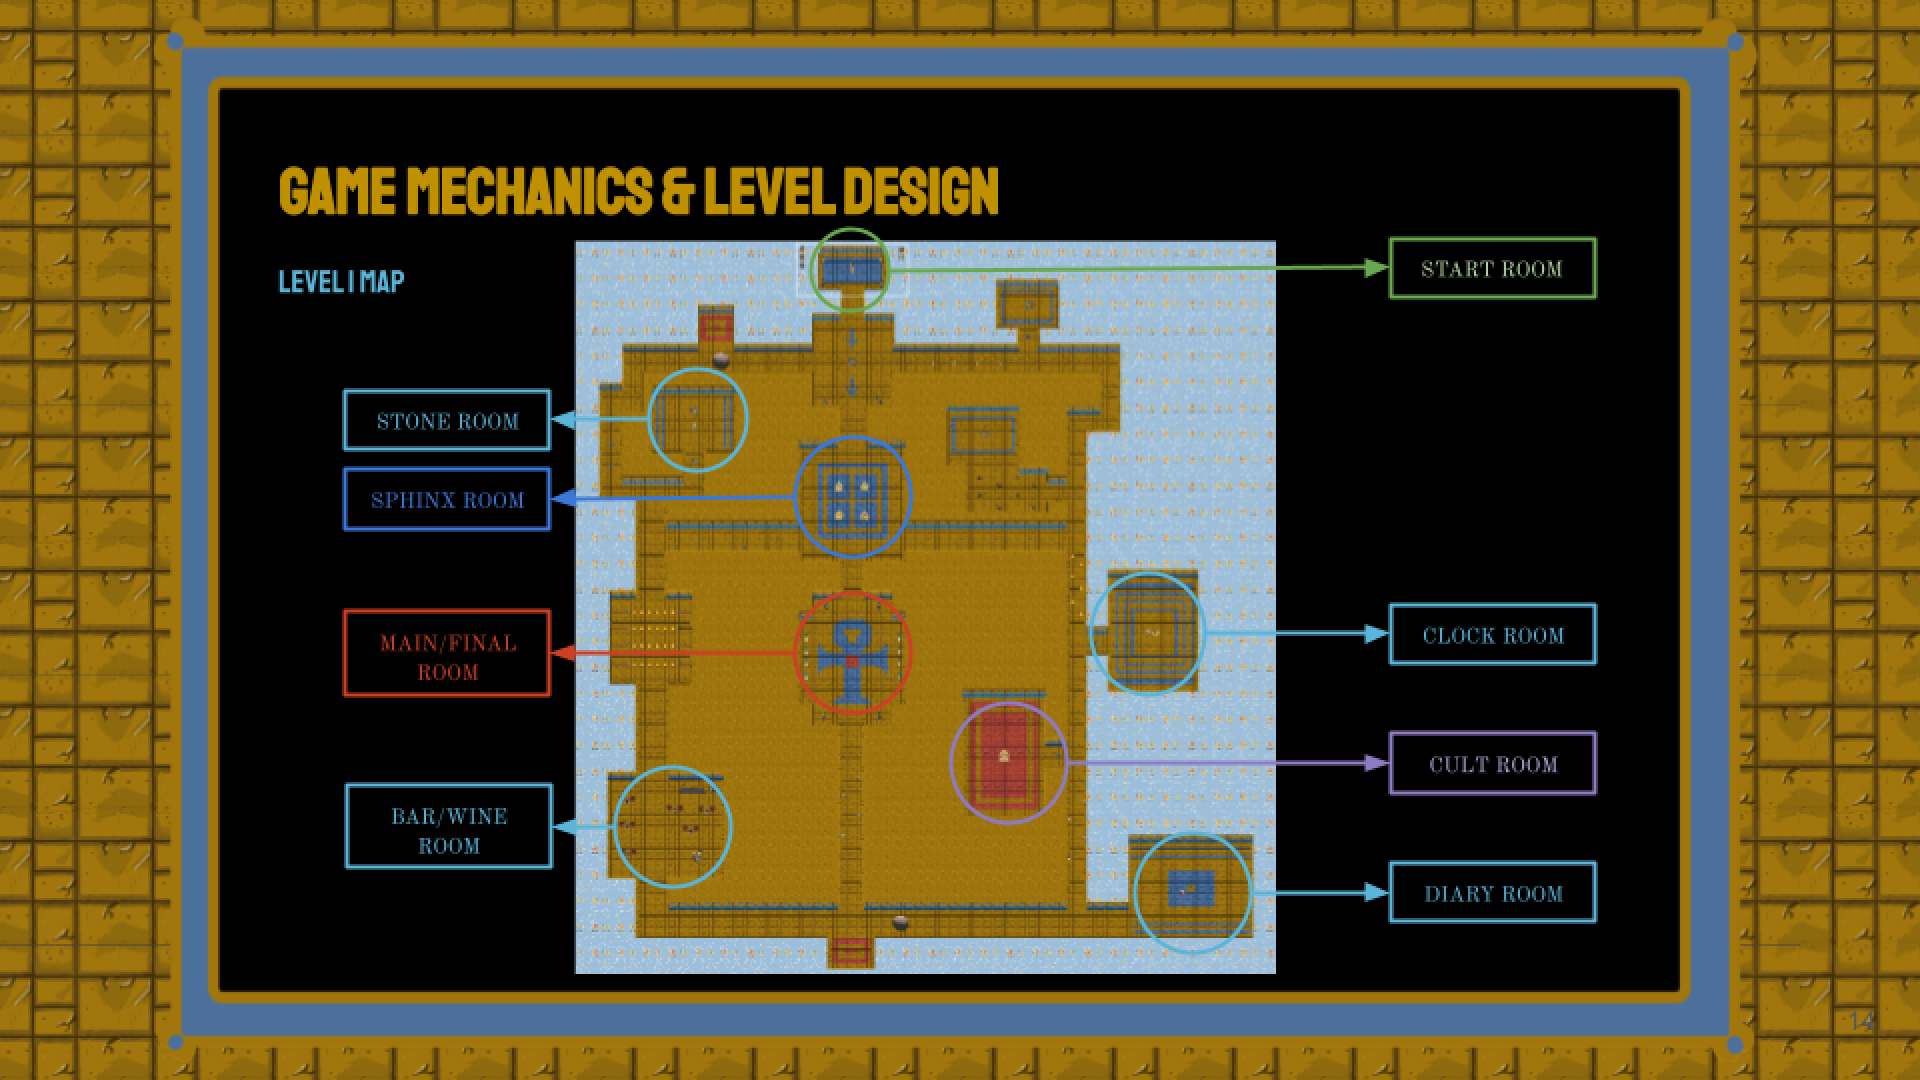 GAME MECHANICS & LEVEL DESIGN
LEVEL 1 MAP
START ROOM
STONE ROOM
SPHINX ROOM
MAIN/FINAL
ROOM
CLOCK ROOM
CULT ROOM
BAR/WINE
ROOM
DIARY ROOM
14